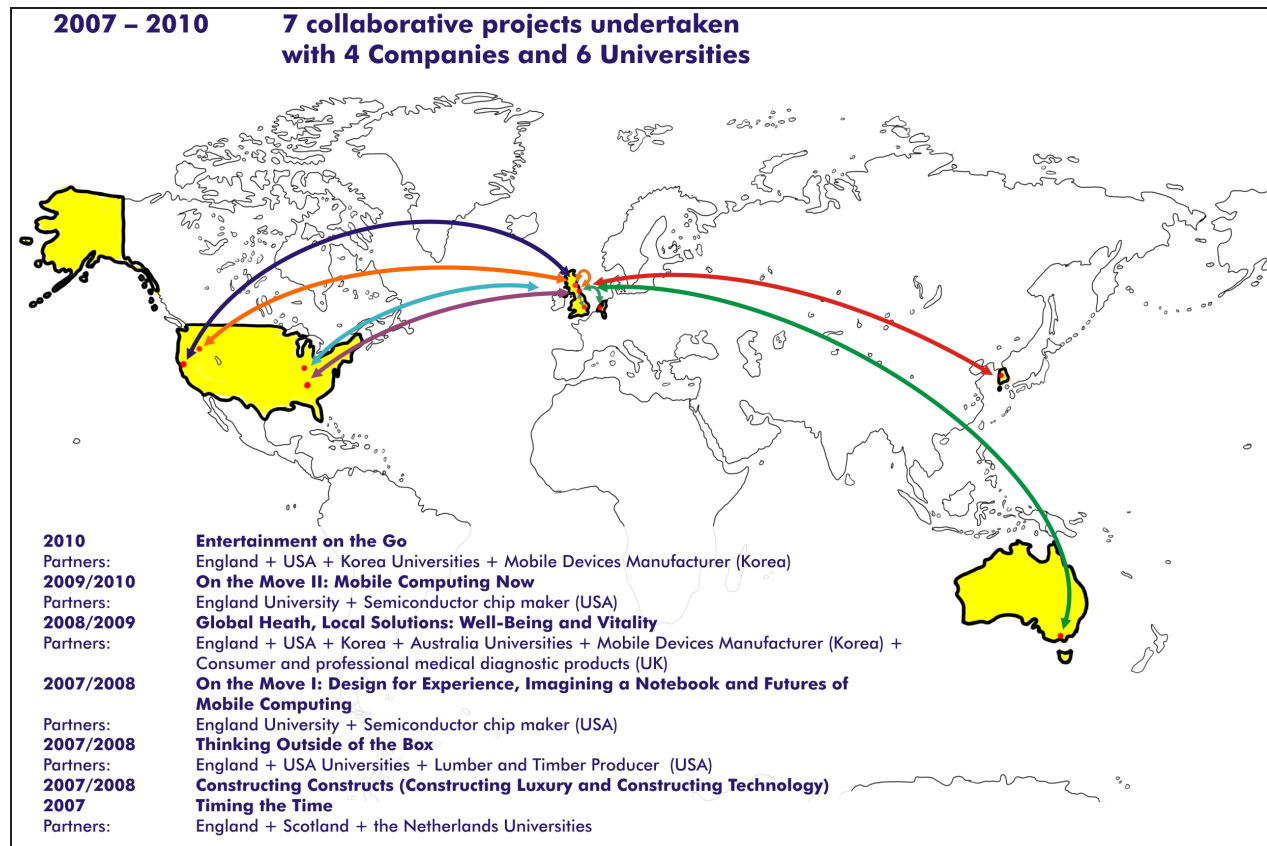 2007 – 2010 7 collaborative projects undertaken
with 4 Companies and 6 Universities
2010 Entertainment on the Go
Partners: England + USA + Korea Universities + Mobile Devices Manufacturer (Korea)
2009/2010 On the Move II: Mobile Computing Now
Partners: England University + Semiconductor chip maker (USA)
2008/2009 Global Heath, Local Solutions: Well-Being and Vitality
Partners: England + USA + Korea + Australia Universities + Mobile Devices Manufacturer (Korea) +
Consumer and professional medical diagnostic products (UK)
2007/2008 On the Move I: Design for Experience, Imagining a Notebook and Futures of
Mobile Computing
Partners: England University + Semiconductor chip maker (USA)
2007/2008 Thinking Outside of the Box
Partners: England + USA Universities + Lumber and Timber Producer (USA)
2007/2008 Constructing Constructs (Constructing Luxury and Constructing Technology)
2007 Timing the Time
Partners: England + Scotland + the Netherlands Universities